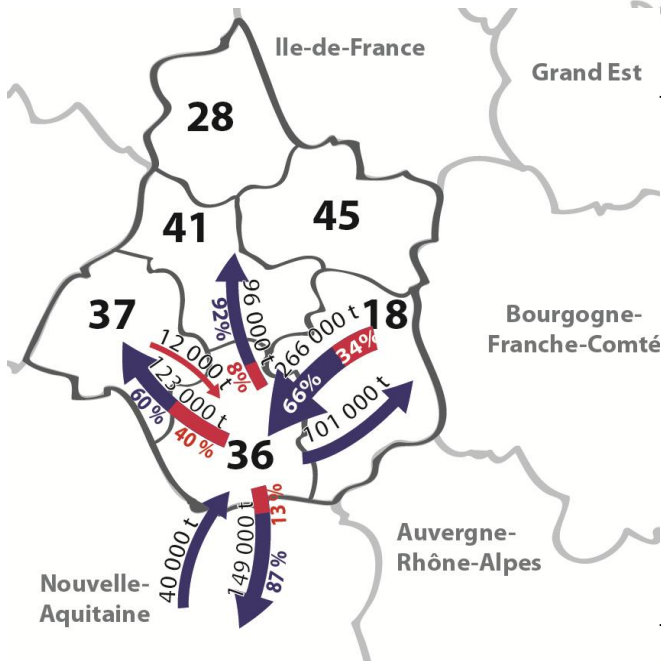 Ile-de-France
Grand Est
28
41
45
37
18
Bourgogne-
Franche-Comté
96 000 t
92%
8%
266 000 t
34%
66%
12 000 t
123 000 t
60%
40 %
101 000 t
36
13 %
149 000 t
87%
40 000 t
Auvergne-
Rhône-Alpes
Nouvelle-
Aquitaine